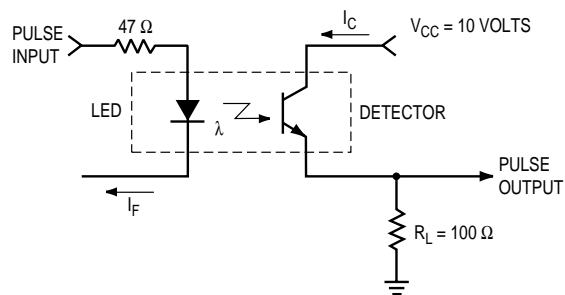 PULSE
INPUT
47 Ω
I_C
V_CC = 10 VOLTS
LED
λ
DETECTOR
I_F
PULSE
OUTPUT
R_L = 100 Ω